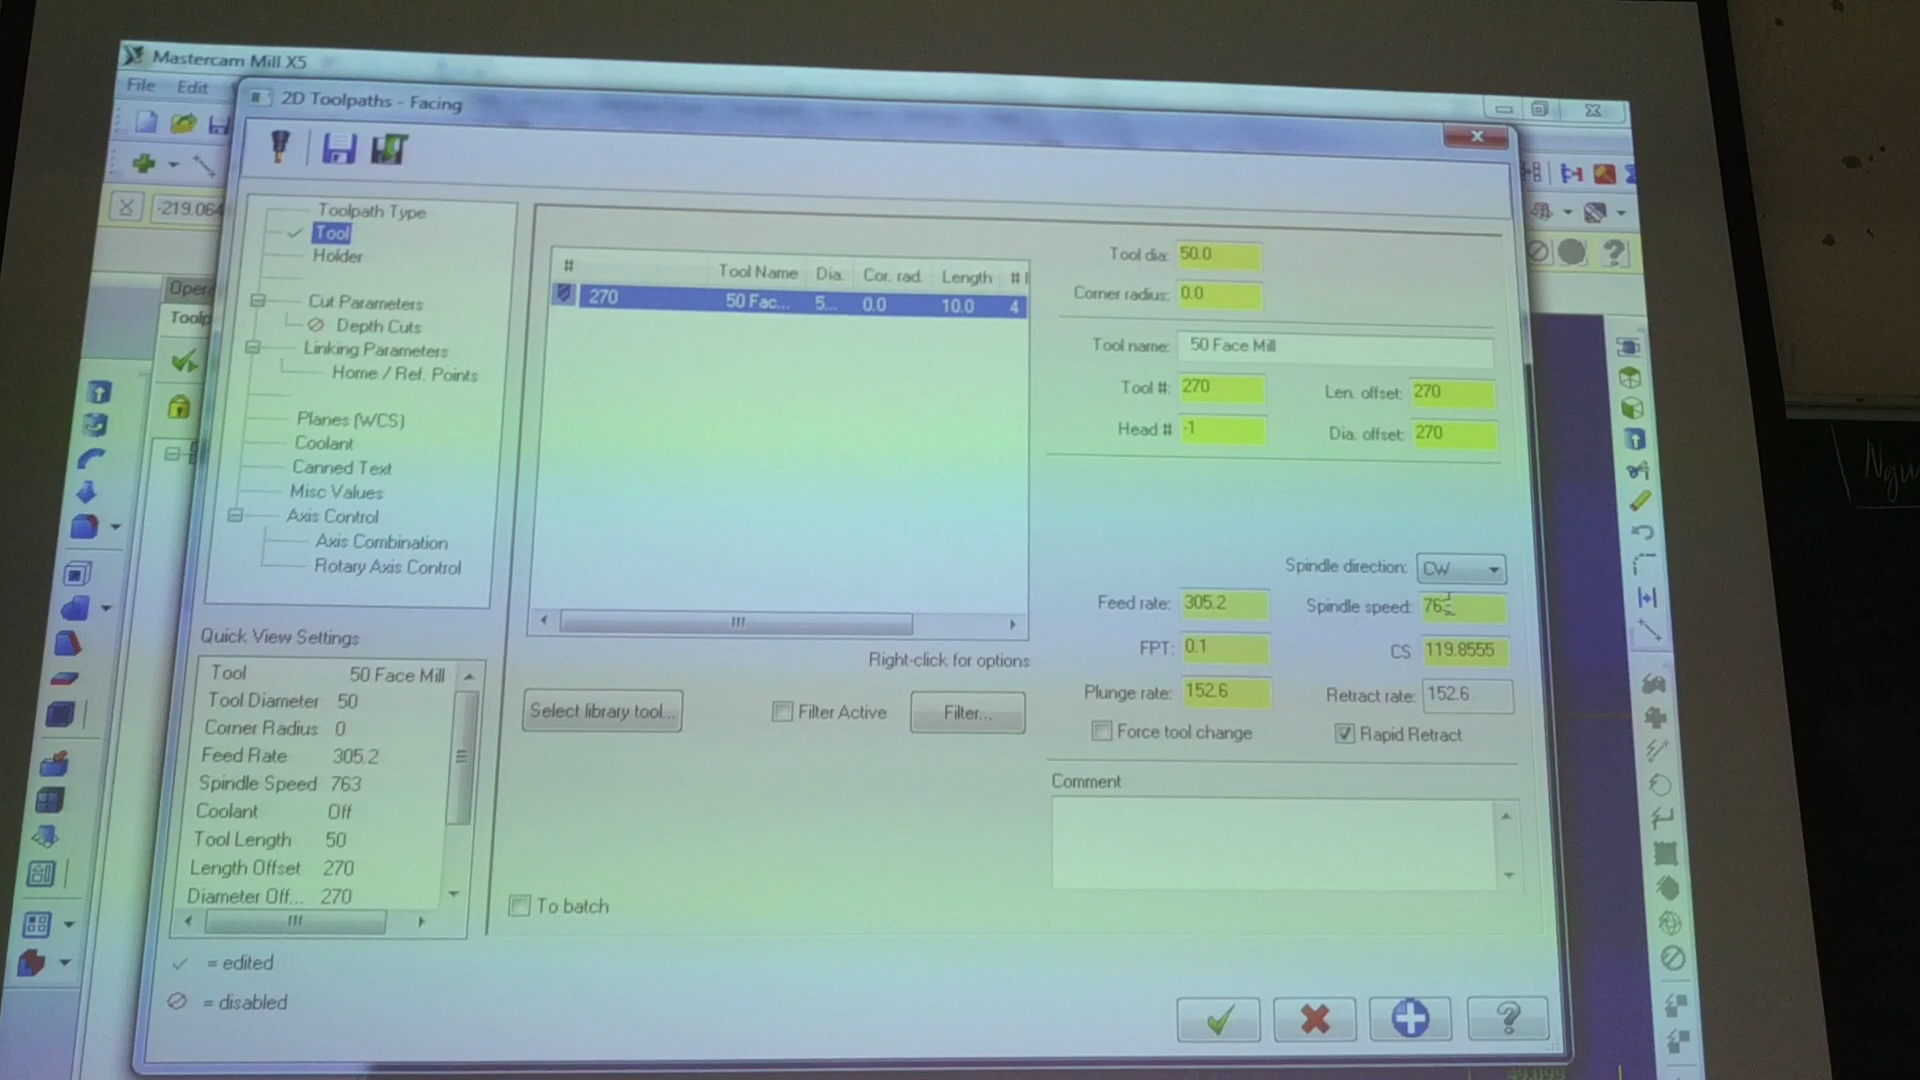 Mastercam Mill X5
File Edit
2D Toolpaths - Facing
-219.064
Toolpath Type
Tool
Holder
Cut Parameters
Depth Cuts
Linking Parameters
Home / Ref. Points
Planes (WCS)
Coolant
Canned Text
Misc Values
Axis Control
Axis Combination
Rotary Axis Control
# Tool Name Dia. Cor. rad. Length #
270 50 Fac... 5... 0.0 10.0 4
Right-click for options
Select library tool...
Filter Active
Filter...
To batch
Tool dia: 50.0
Corner radius: 0.0
Tool name: 50 Face Mill
Tool #: 270 Len. offset: 270
Head # -1 Dia. offset: 270
Spindle direction: CW
Feed rate: 305.2 Spindle speed: 763
FPT: 0.1 CS 119.8555
Plunge rate: 152.6 Retract rate: 152.6
Force tool change Rapid Retract
Comment
Quick View Settings
Tool 50 Face Mill
Tool Diameter 50
Corner Radius 0
Feed Rate 305.2
Spindle Speed 763
Coolant Off
Tool Length 50
Length Offset 270
Diameter Off... 270
= edited
= disabled